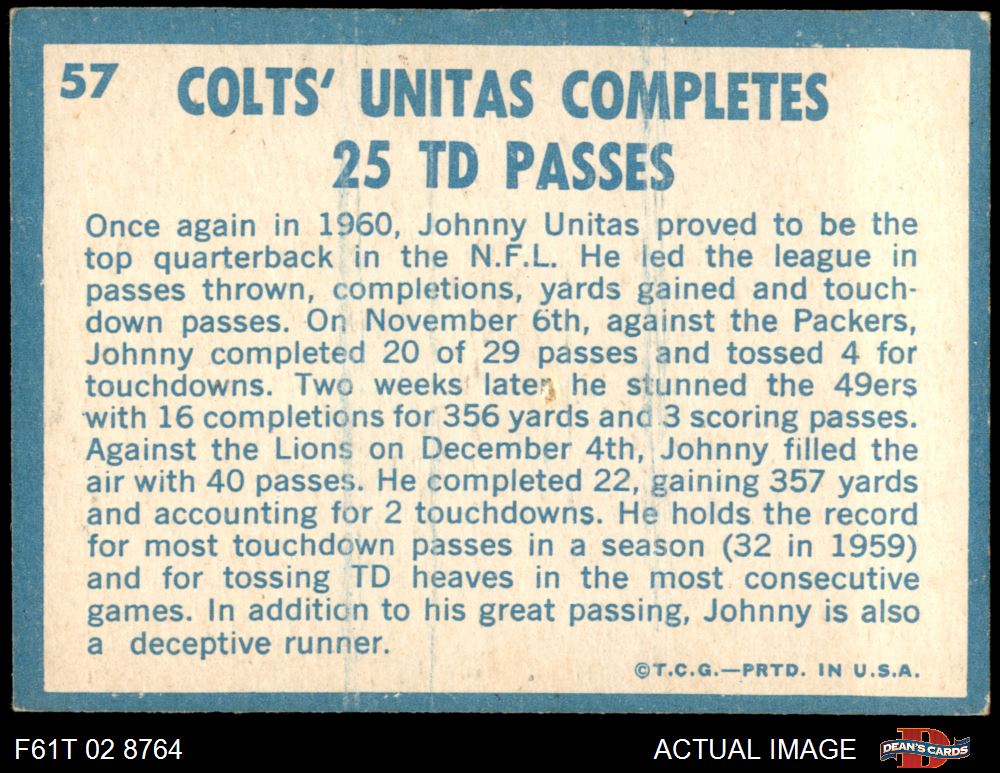 57
COLTS' UNITAS COMPLETES
25 TD PASSES
Once again in 1960, Johnny Unitas proved to be the
top quarterback in the N.F.L. He led the league in
passes thrown, completions, yards gained and touch-
down passes. On November 6th, against the Packers,
Johnny completed 20 of 29 passes and tossed 4 for
touchdowns. Two weeks later he stunned the 49ers
with 16 completions for 356 yards and 3 scoring passes.
Against the Lions on December 4th, Johnny filled the
air with 40 passes. He completed 22, gaining 357 yards
and accounting for 2 touchdowns. He holds the record
for most touchdown passes in a season (32 in 1959)
and for tossing TD heaves in the most consecutive
games. In addition to his great passing, Johnny is also
a deceptive runner.
©T.C.G.—PRTD. IN U.S.A.
F61T 02 8764
ACTUAL IMAGE
D
DEAN'S CARDS